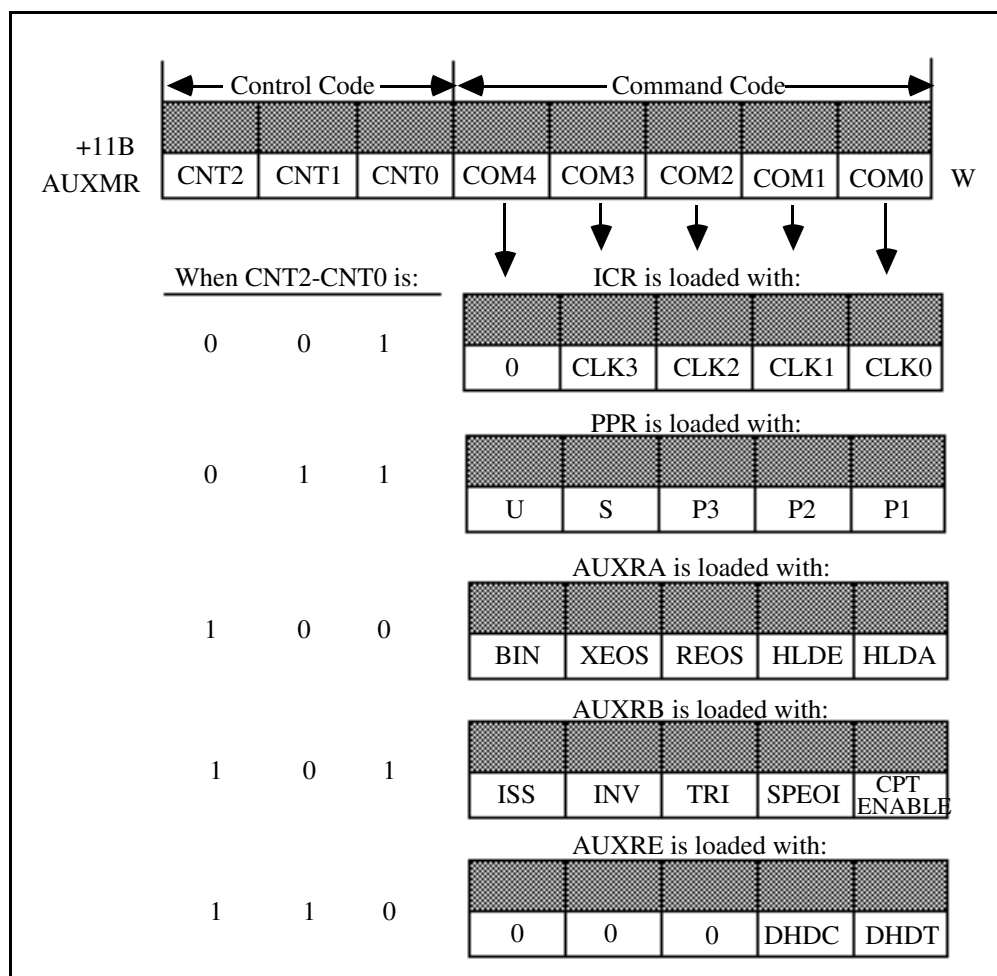 Control Code Command Code
+11B
AUXMR CNT2 CNT1 CNT0 COM4 COM3 COM2 COM1 COM0 W
When CNT2-CNT0 is: ICR is loaded with:
0 0 1
0 CLK3 CLK2 CLK1 CLK0
PPR is loaded with:
0 1 1
U S P3 P2 P1
AUXRA is loaded with:
1 0 0
BIN XEOS REOS HLDE HLDA
AUXRB is loaded with:
1 0 1
ISS INV TRI SPEOI CPT ENABLE
AUXRE is loaded with:
1 1 0
0 0 0 DHDC DHDT